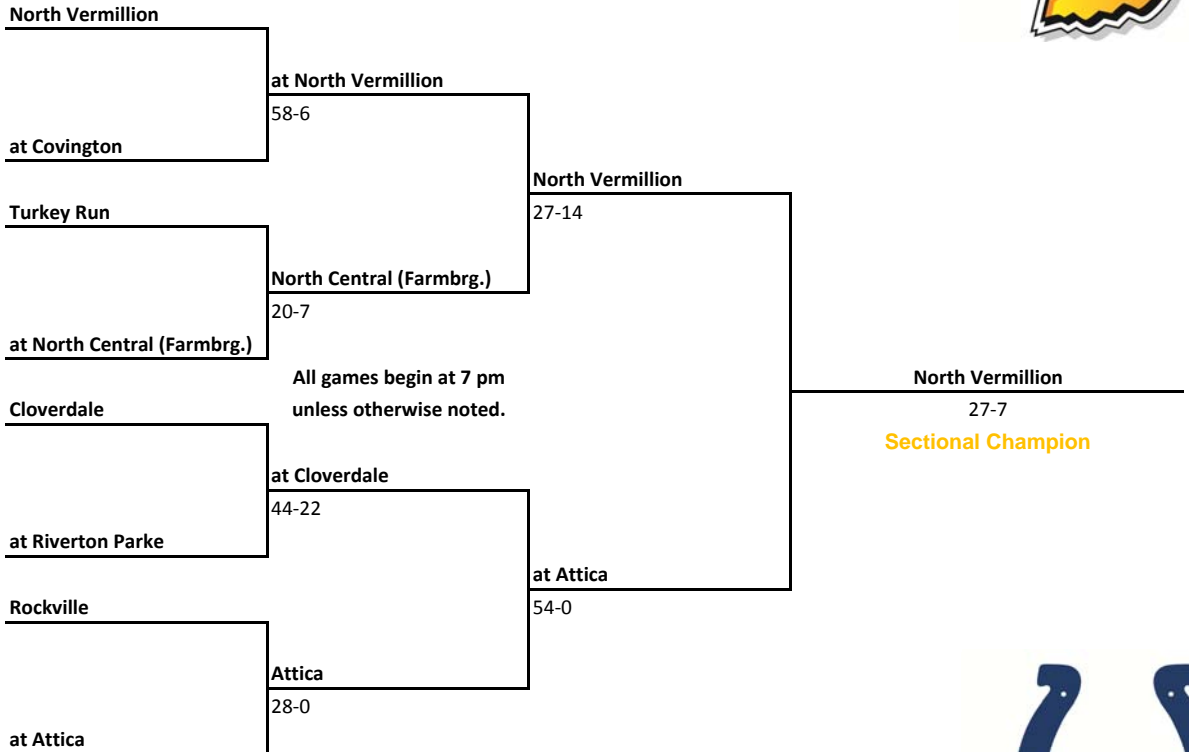 North Vermillion
at North Vermillion
58-6
at Covington
North Vermillion
27-14
Turkey Run
North Central (Farmbrg.)
20-7
at North Central (Farmbrg.)
All games begin at 7 pm
unless otherwise noted.
North Vermillion
27-7
Sectional Champion
Cloverdale
at Cloverdale
44-22
at Riverton Parke
at Attica
54-0
Rockville
Attica
28-0
at Attica